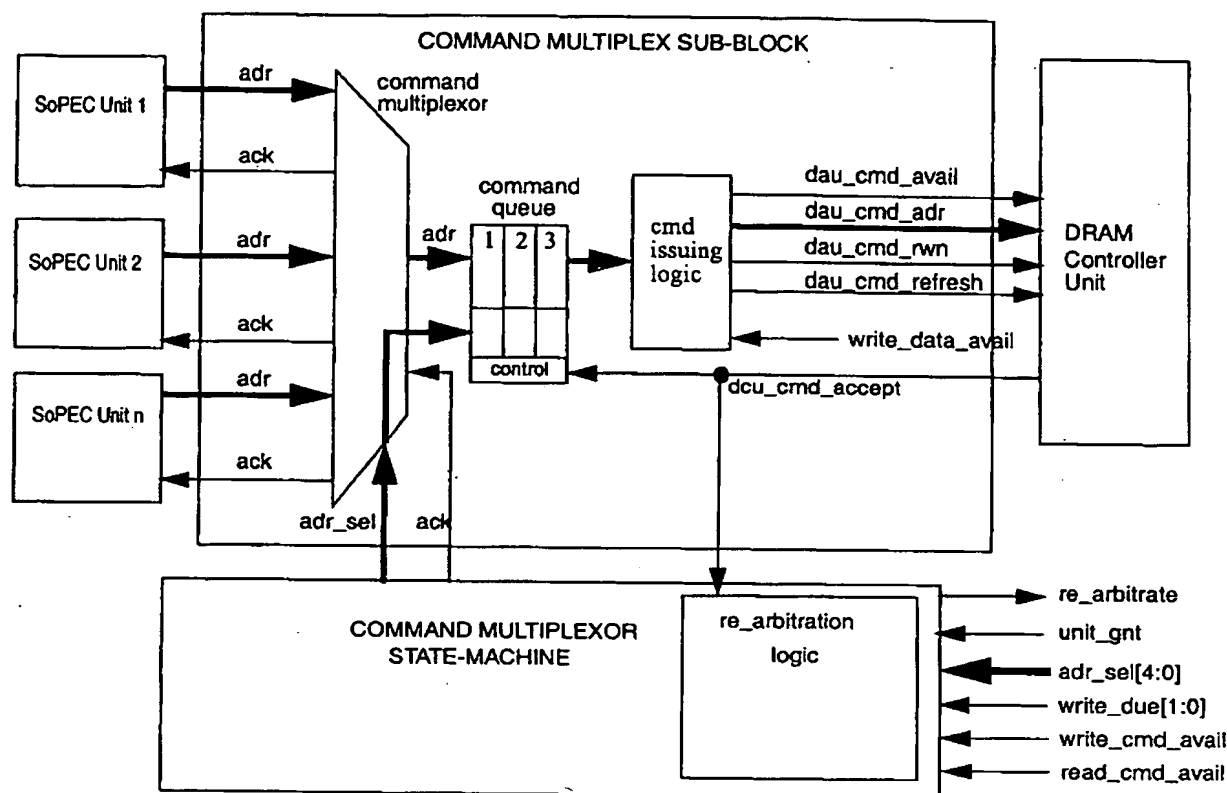 COMMAND MULTIPLEX SUB-BLOCK
SoPEC Unit 1
adr
ack
command
multiplexor
SoPEC Unit 2
adr
ack
SoPEC Unit n
adr
ack
adr
command
queue
1 2 3
control
cmd
issuing
logic
dau_cmd_avail
dau_cmd_adr
dau_cmd_rwn
dau_cmd_refresh
write_data_avail
dcu_cmd_accept
DRAM
Controller
Unit
adr_sel
ack
COMMAND MULTIPLEXOR
STATE-MACHINE
re_arbitration
logic
re_arbitrate
unit_gnt
adr_sel[4:0]
write_due[1:0]
write_cmd_avail
read_cmd_avail